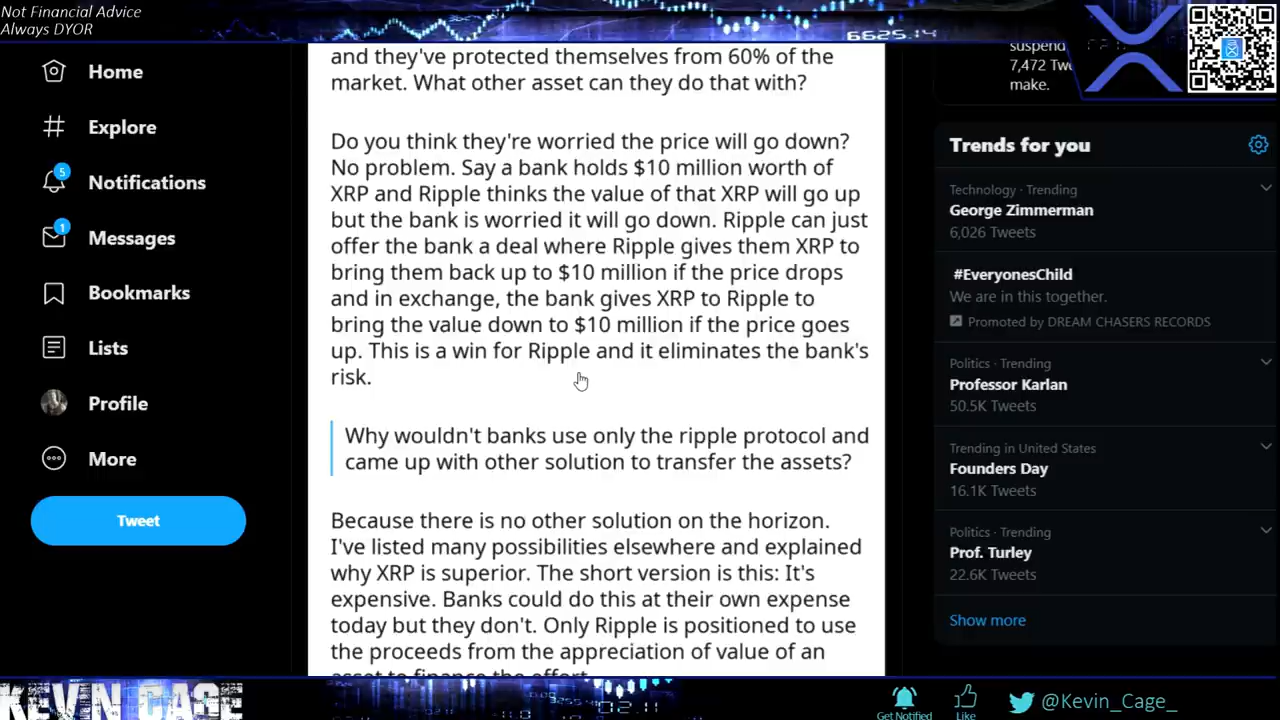 Not Financial Advice
Always DYOR
6625.14
Home
Explore
5
Notifications
1
Messages
Bookmarks
Lists
Profile
More
Tweet
and they've protected themselves from 60% of the
market. What other asset can they do that with?
Do you think they're worried the price will go down?
No problem. Say a bank holds $10 million worth of
XRP and Ripple thinks the value of that XRP will go up
but the bank is worried it will go down. Ripple can just
offer the bank a deal where Ripple gives them XRP to
bring them back up to $10 million if the price drops
and in exchange, the bank gives XRP to Ripple to
bring the value down to $10 million if the price goes
up. This is a win for Ripple and it eliminates the bank's
risk.
Why wouldn't banks use only the ripple protocol and
came up with other solution to transfer the assets?
Because there is no other solution on the horizon.
I've listed many possibilities elsewhere and explained
why XRP is superior. The short version is this: It's
expensive. Banks could do this at their own expense
today but they don't. Only Ripple is positioned to use
the proceeds from the appreciation of value of an
asset to finance the effort.
suspend
7,472 Twe
make.
Trends for you
Technology · Trending
George Zimmerman
6,026 Tweets
#EveryonesChild
We are in this together.
Promoted by DREAM CHASERS RECORDS
Politics · Trending
Professor Karlan
50.5K Tweets
Trending in United States
Founders Day
16.1K Tweets
Politics · Trending
Prof. Turley
22.6K Tweets
Show more
KEVIN CAGE
Get Notified
Like
@Kevin_Cage_